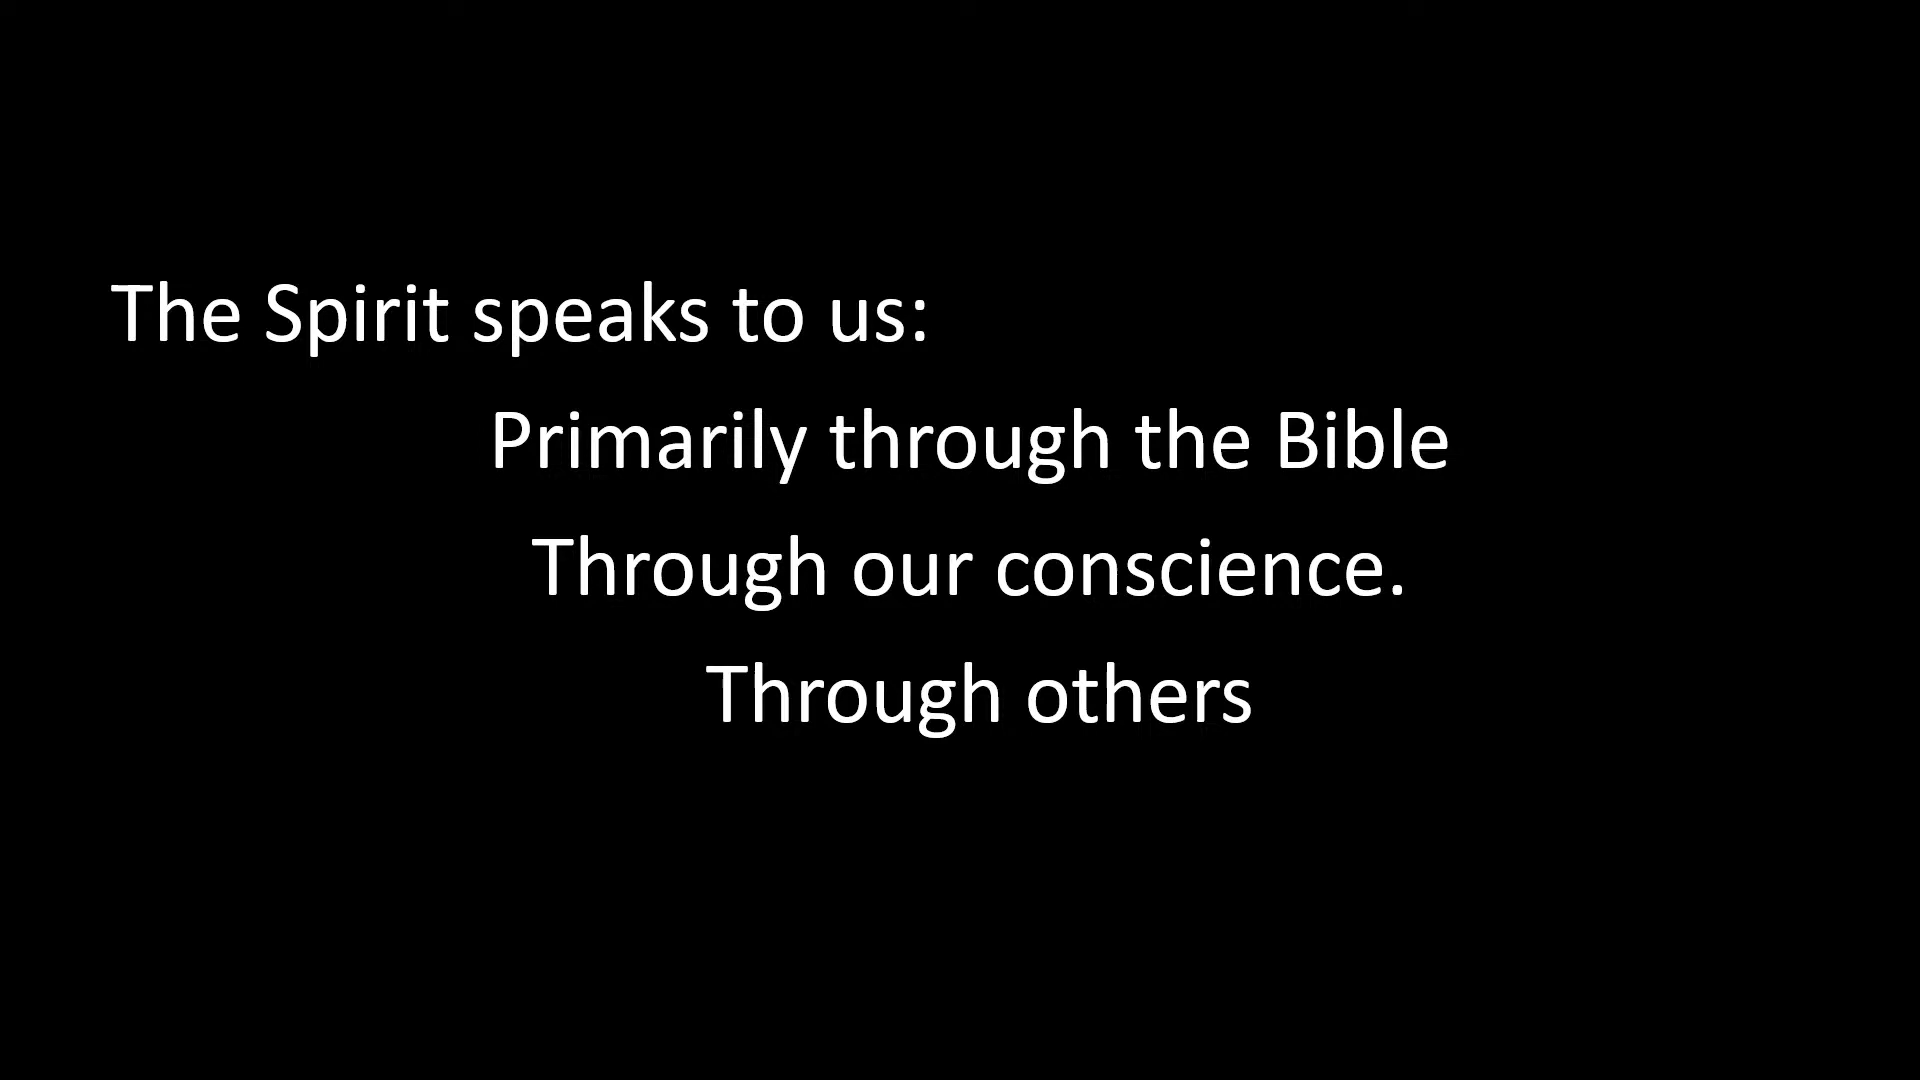 The Spirit speaks to us:
Primarily through the Bible
Through our conscience.
Through others